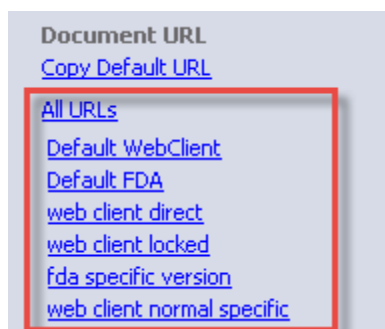 Document URL
Copy Default URL
All URLs
Default WebClient
Default FDA
web client direct
web client locked
fda specific version
web client normal specific